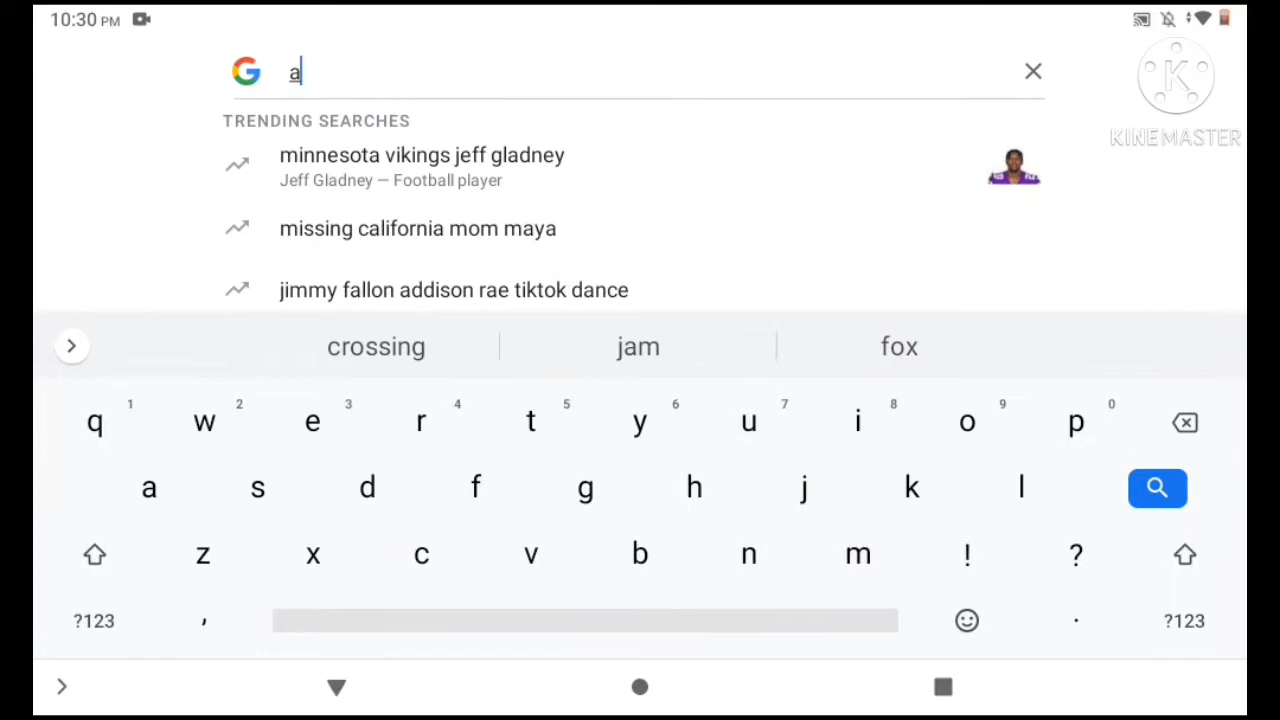 10:30 PM
a
KINEMASTER
TRENDING SEARCHES
minnesota vikings jeff gladney
Jeff Gladney — Football player
missing california mom maya
jimmy fallon addison rae tiktok dance
crossing jam fox
1 2 3 4 5 6 7 8 9 0
q w e r t y u i o p
a s d f g h j k l
z x c v b n m ! ?
?123 , . ?123